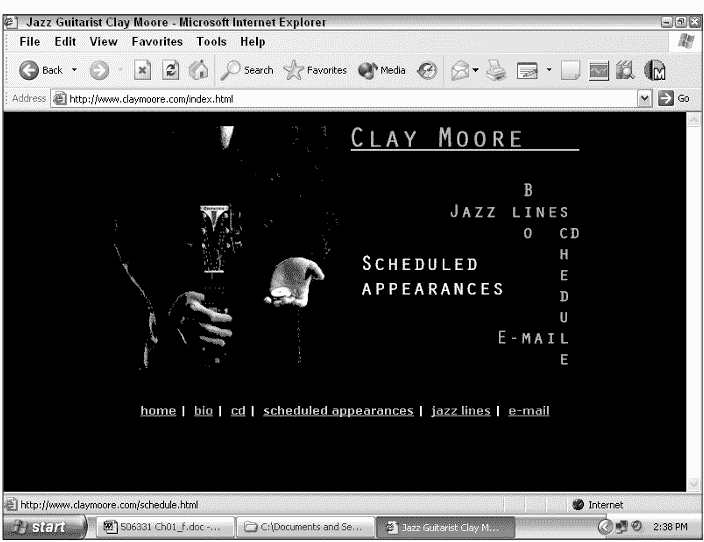 Jazz Guitarist Clay Moore - Microsoft Internet Explorer
File Edit View Favorites Tools Help
Back Search Favorites Media
Address http://www.claymoore.com/index.html Go
CLAY MOORE
B
JAZZ LINES
O CD
H
SCHEDULED
E
APPEARANCES
D
U
E-MAIL
E
home | bio | cd | scheduled appearances | jazz lines | e-mail
http://www.claymoore.com/schedule.html Internet
start 506331 Ch01_f.doc -... C:\Documents and Se... Jazz Guitarist Clay M... 2:38 PM